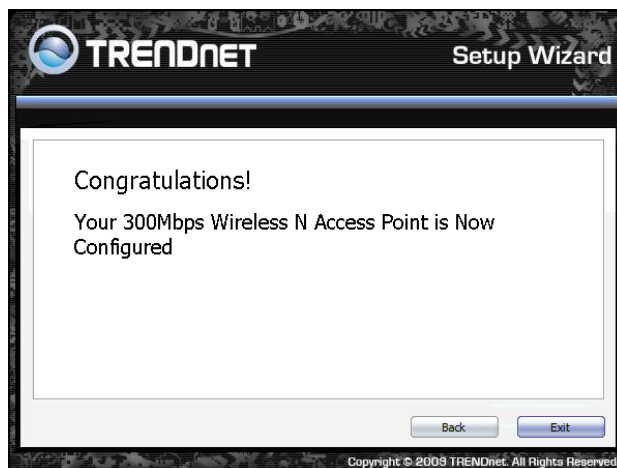 TRENDNET
Setup Wizard
Congratulations!
Your 300Mbps Wireless N Access Point is Now
Configured
Back
Exit
Copyright © 2009 TRENDnet. All Rights Reserved